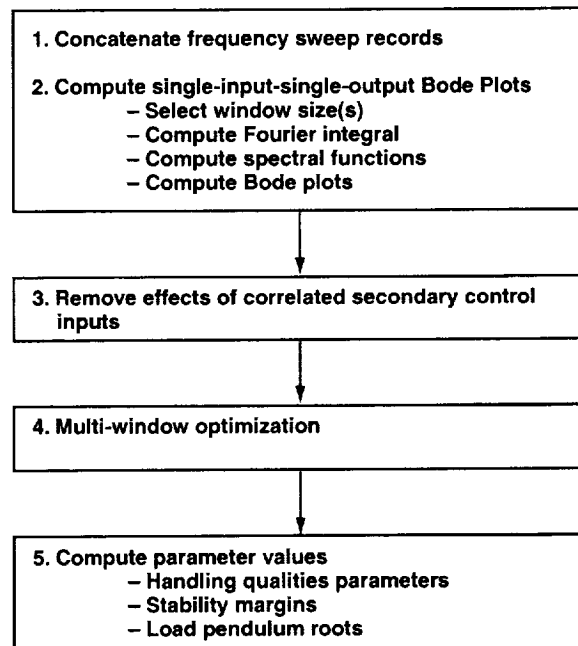 1. Concatenate frequency sweep records
2. Compute single-input-single-output Bode Plots
– Select window size(s)
– Compute Fourier integral
– Compute spectral functions
– Compute Bode plots
3. Remove effects of correlated secondary control
inputs
4. Multi-window optimization
5. Compute parameter values
– Handling qualities parameters
– Stability margins
– Load pendulum roots